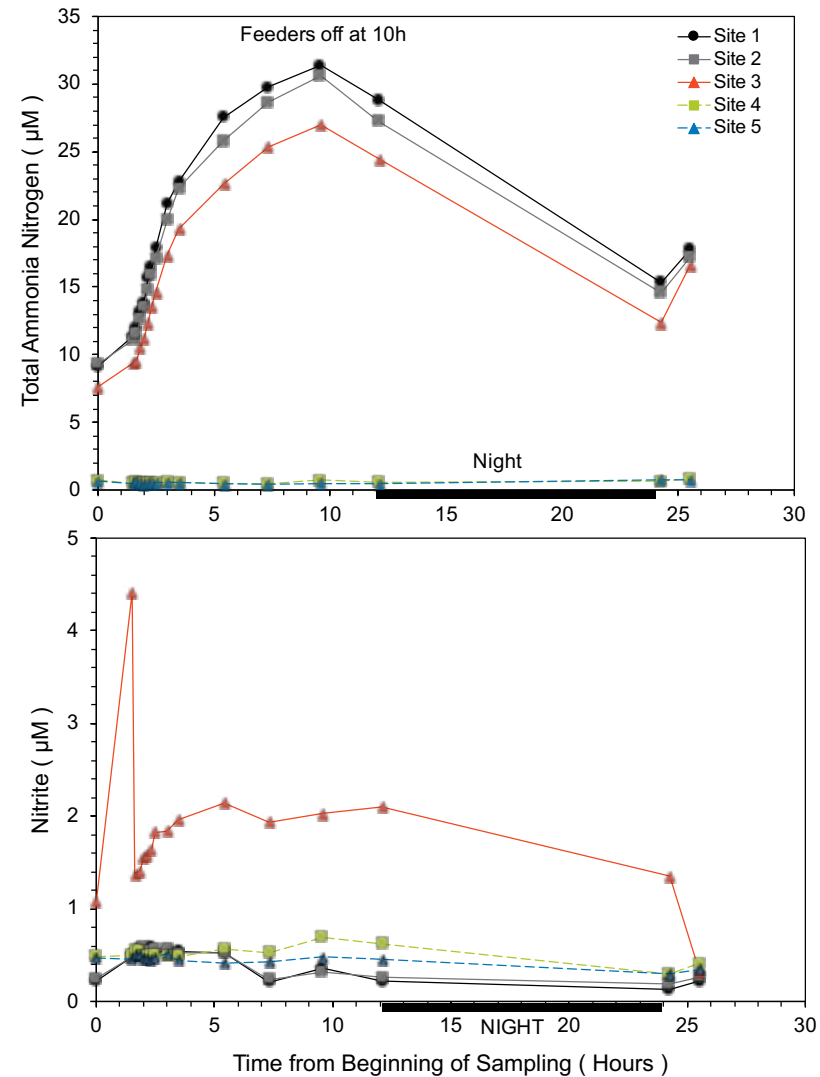 35
30
25
20
15
10
5
0
Total Ammonia Nitrogen ( µM )
Feeders off at 10h
Site 1
Site 2
Site 3
Site 4
Site 5
Night
0 5 10 15 20 25 30
5
4
3
2
1
0
Nitrite ( µM )
0 5 10 15 20 25 30
NIGHT
Time from Beginning of Sampling ( Hours )